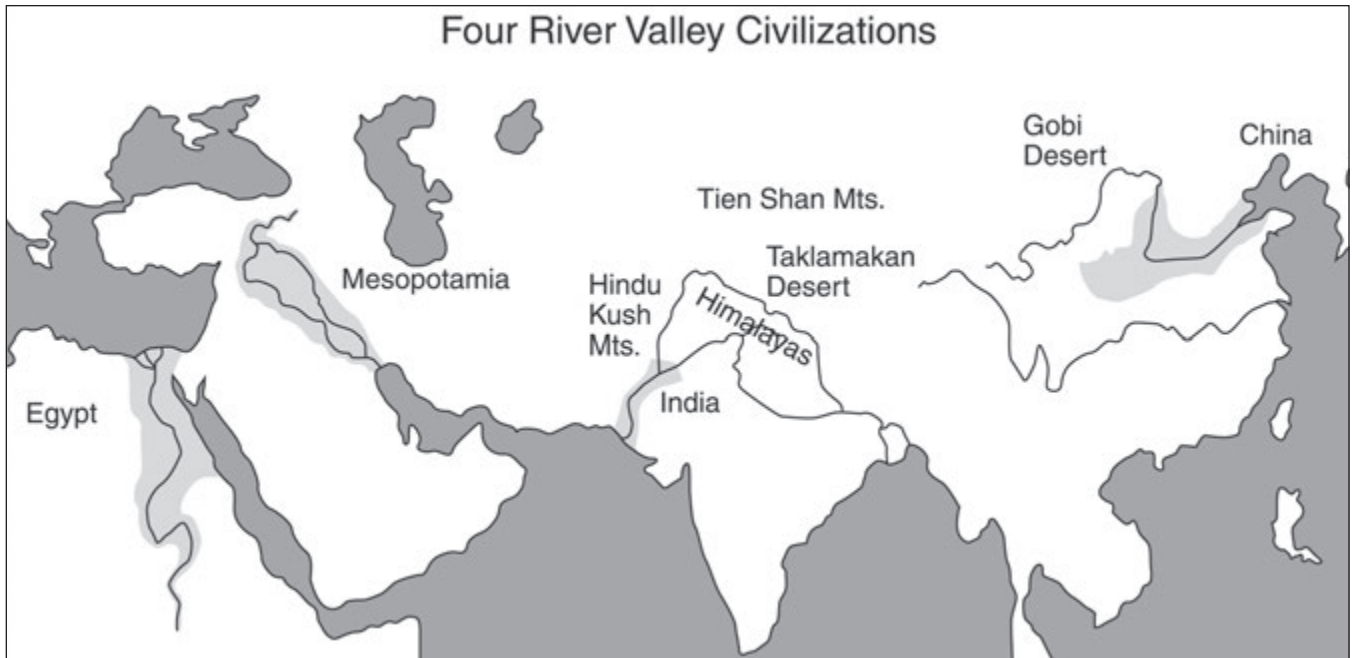 Four River Valley Civilizations
Gobi
Desert
China
Tien Shan Mts.
Mesopotamia
Hindu
Kush
Mts.
Taklamakan
Desert
Himalayas
Egypt
India